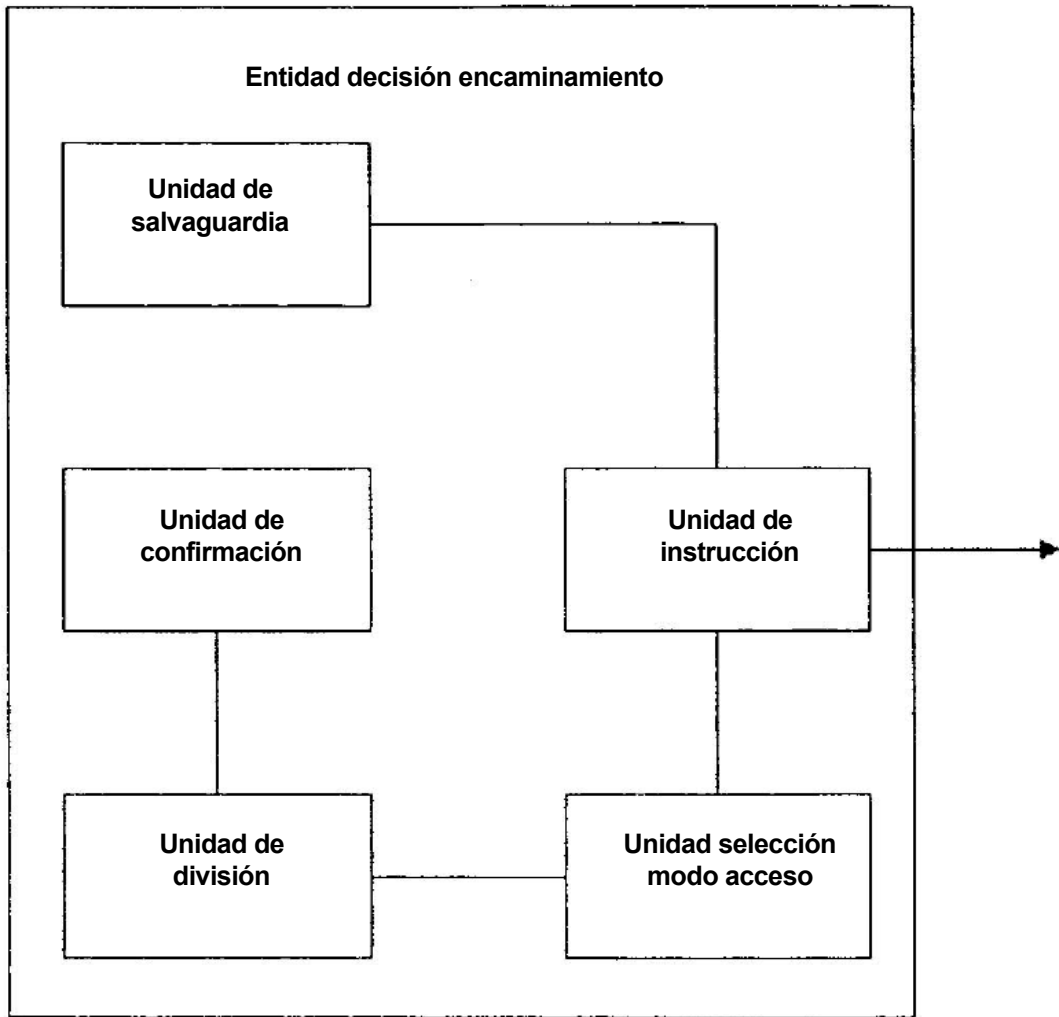 Entidad decisión encaminamiento
Unidad de
salvaguardia
Unidad de
confirmación
Unidad de
instrucción
Unidad de
división
Unidad selección
modo acceso